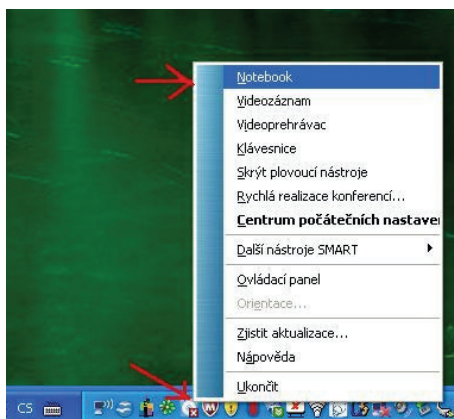 Notebook
Videozáznam
Videoprehrávac
Klávesnice
Skrýt plovoucí nástroje
Rychlá realizace konferencí...
Centrum počátečních nastave
Další nástroje SMART
Ovládací panel
Orientace...
Zjistit aktualizace...
Nápověda
Ukončit
CS